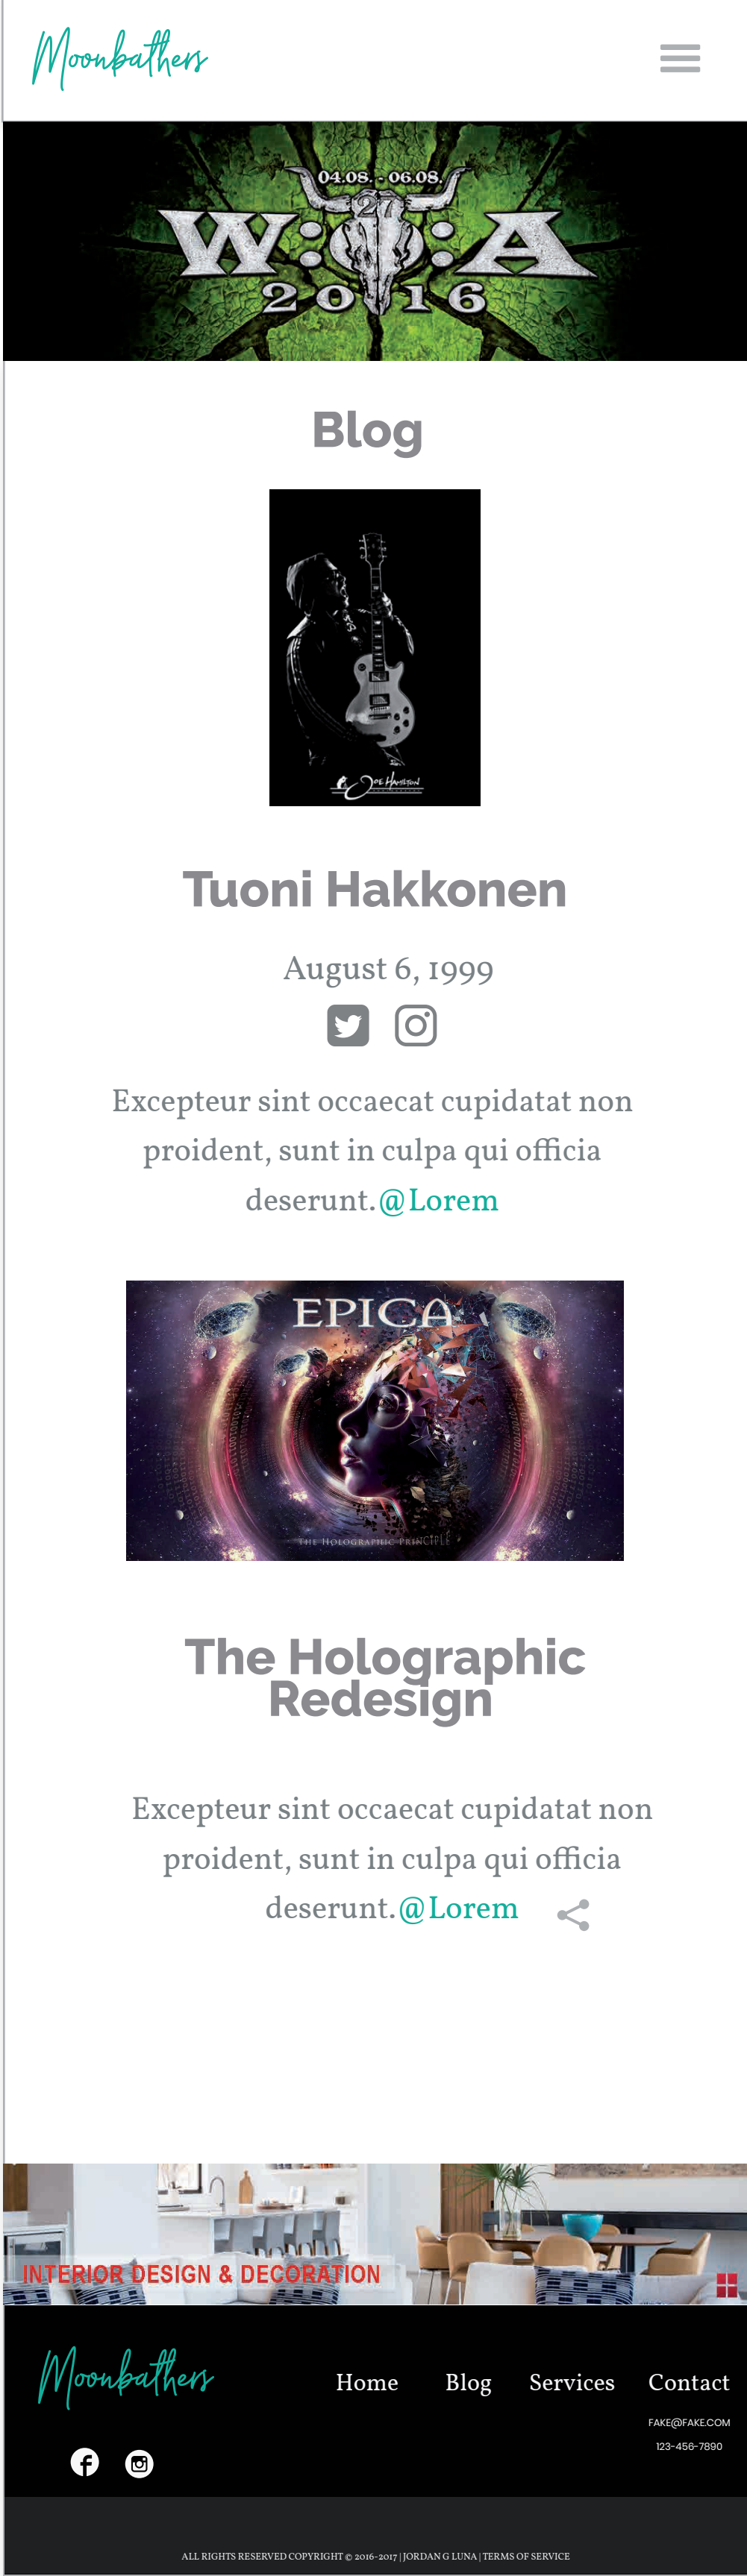 Moonbathers
04.08. - 06.08.
27
W:O:A
2016
Blog
Joe Hamilton
Tuoni Hakkonen
August 6, 1999
Excepteur sint occaecat cupidatat non
proident, sunt in culpa qui officia
deserunt.@Lorem
EPICA
The Holographic Principle
The Holographic
Redesign
Excepteur sint occaecat cupidatat non
proident, sunt in culpa qui officia
deserunt.@Lorem
INTERIOR DESIGN & DECORATION
Moonbathers
Home Blog Services Contact
FAKE@FAKE.COM
123-456-7890
ALL RIGHTS RESERVED COPYRIGHT © 2016-2017 | JORDAN G LUNA | TERMS OF SERVICE